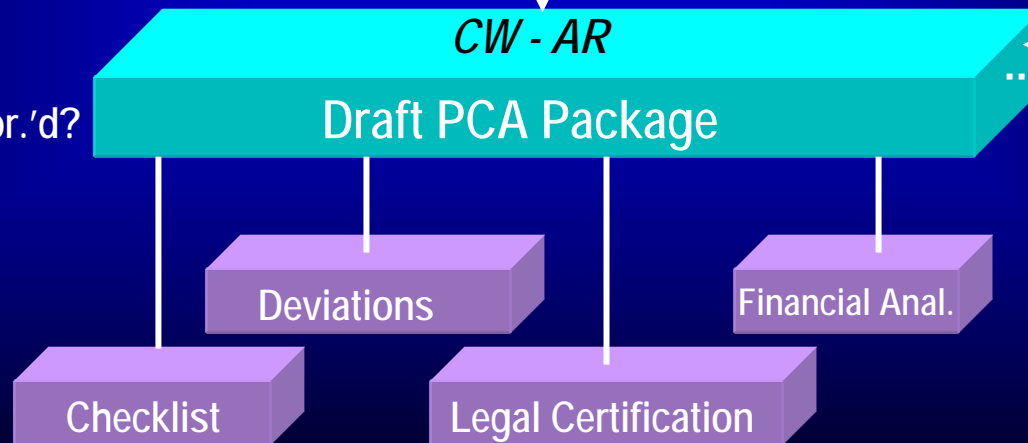 CW - AR
..
or.'d?
Draft PCA Package
Deviations
Financial Anal.
Checklist
Legal Certification